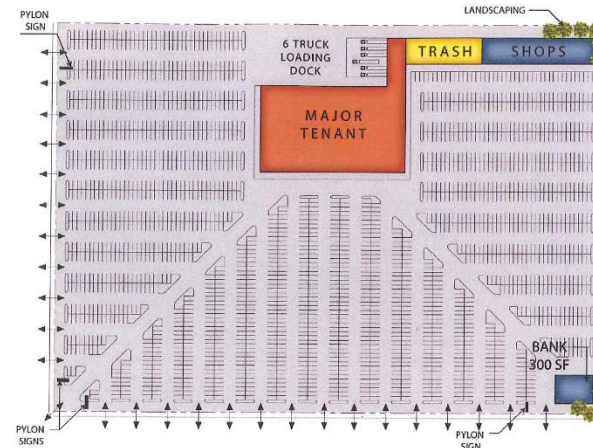 PYLON
SIGN
LANDSCAPING
6 TRUCK
LOADING
DOCK
TRASH
SHOPS
MAJOR
TENANT
BANK
300 SF
PYLON
SIGNS
PYLON
SIGN